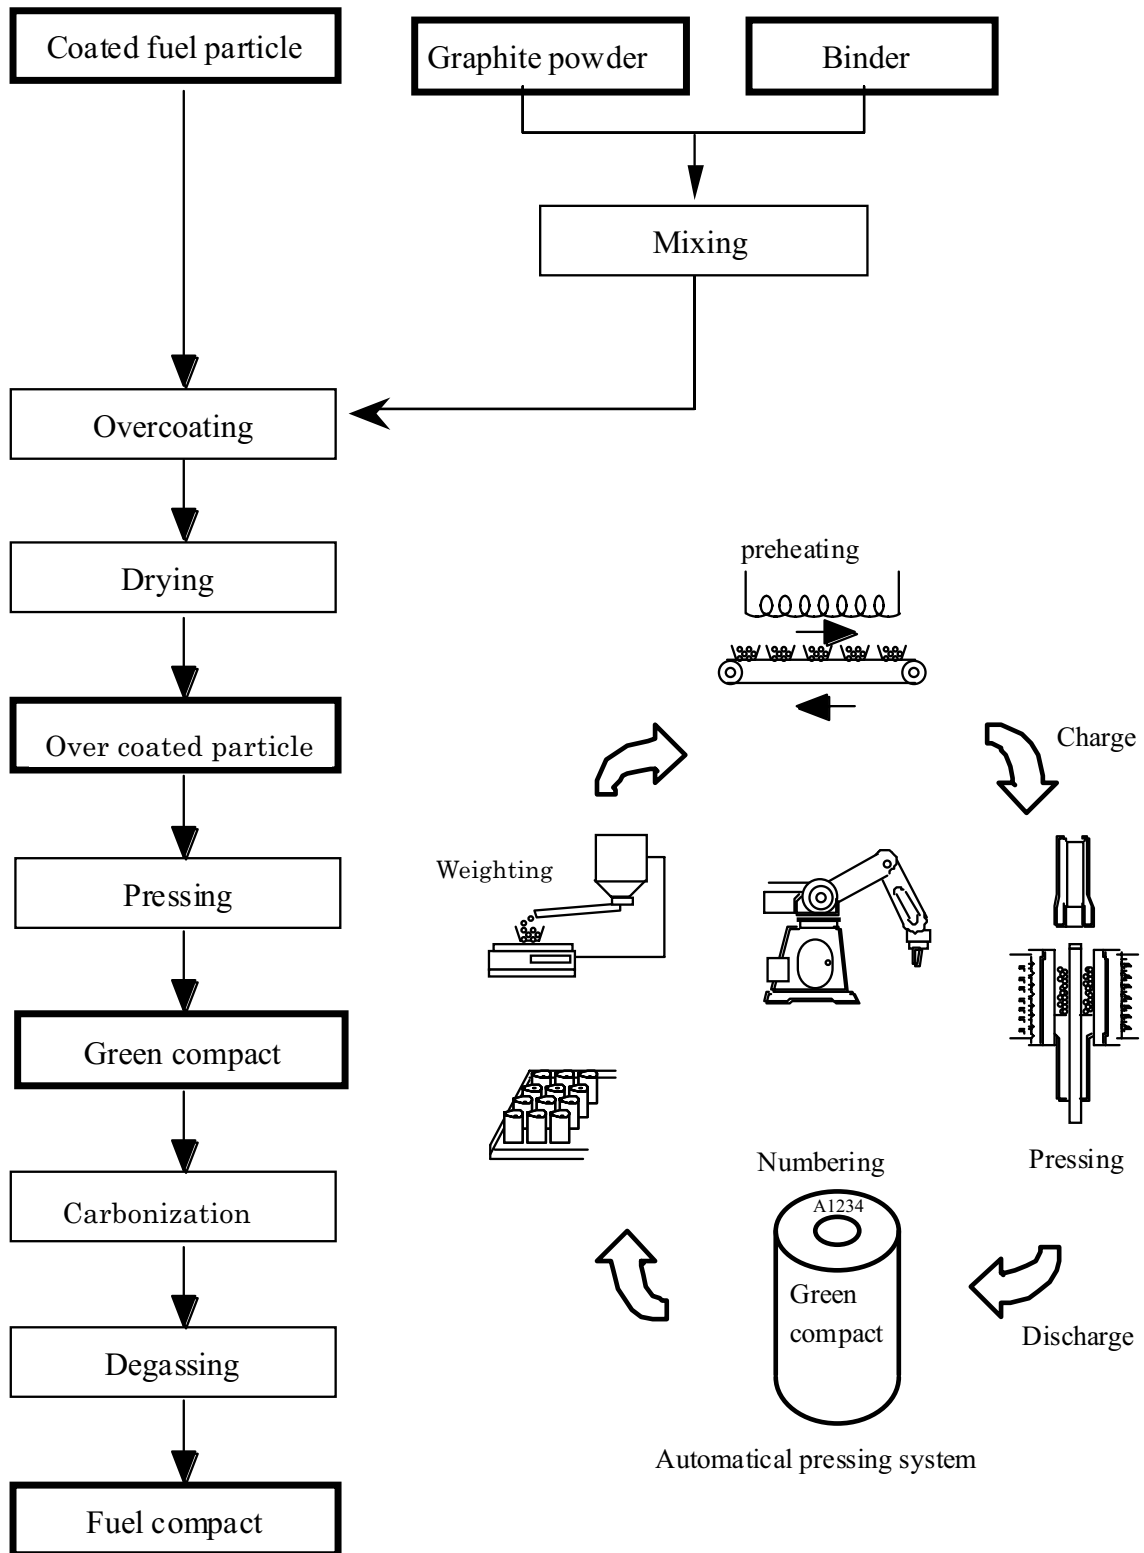 Coated fuel particle
Graphite powder
Binder
Mixing
Overcoating
Drying
Over coated particle
Pressing
Green compact
Carbonization
Degassing
Fuel compact
preheating
Charge
Weighting
Pressing
Numbering
A1234
Green
compact
Discharge
Automatical pressing system